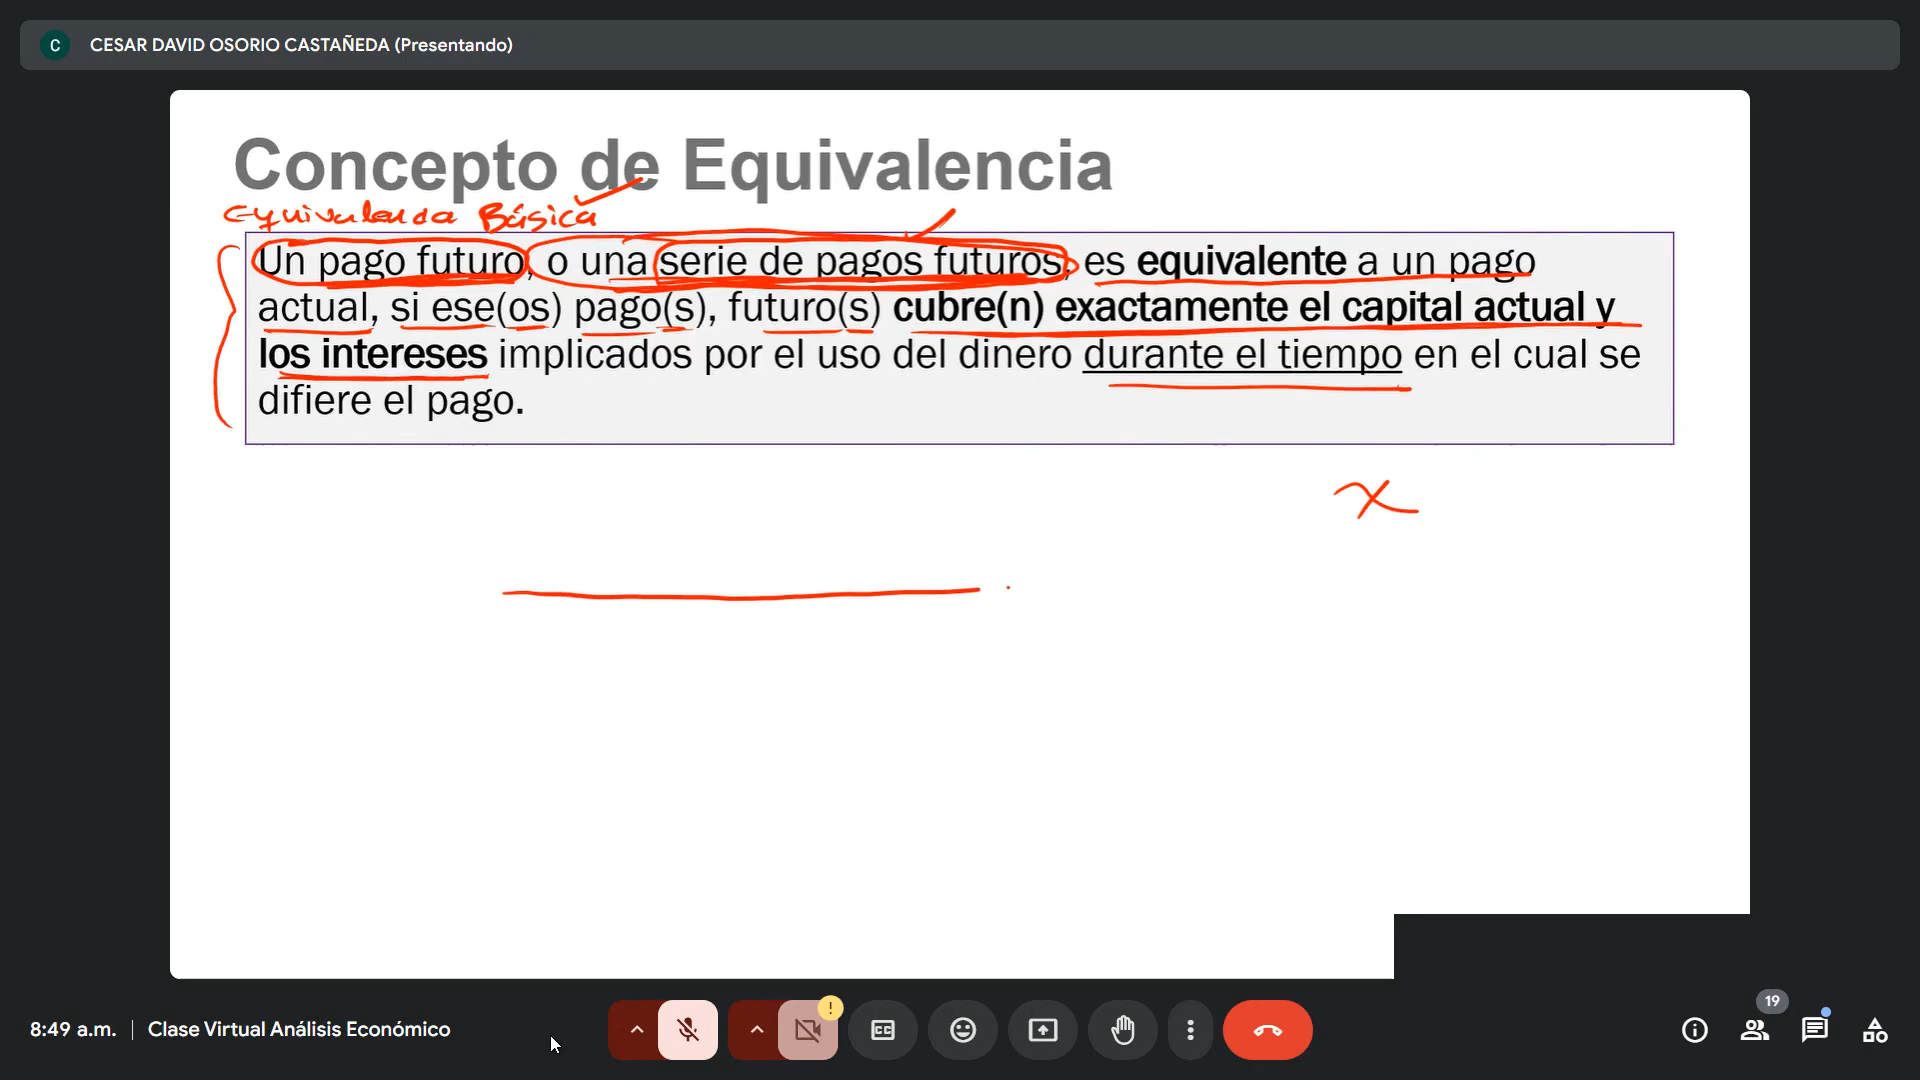 C CESAR DAVID OSORIO CASTAÑEDA (Presentando)
Concepto de Equivalencia
Equivalencia Básica
Un pago futuro, o una serie de pagos futuros, es equivalente a un pago
actual, si ese(os) pago(s), futuro(s) cubre(n) exactamente el capital actual y
los intereses implicados por el uso del dinero durante el tiempo en el cual se
difiere el pago.
x
8:49 a.m. | Clase Virtual Análisis Económico
!
CC
19